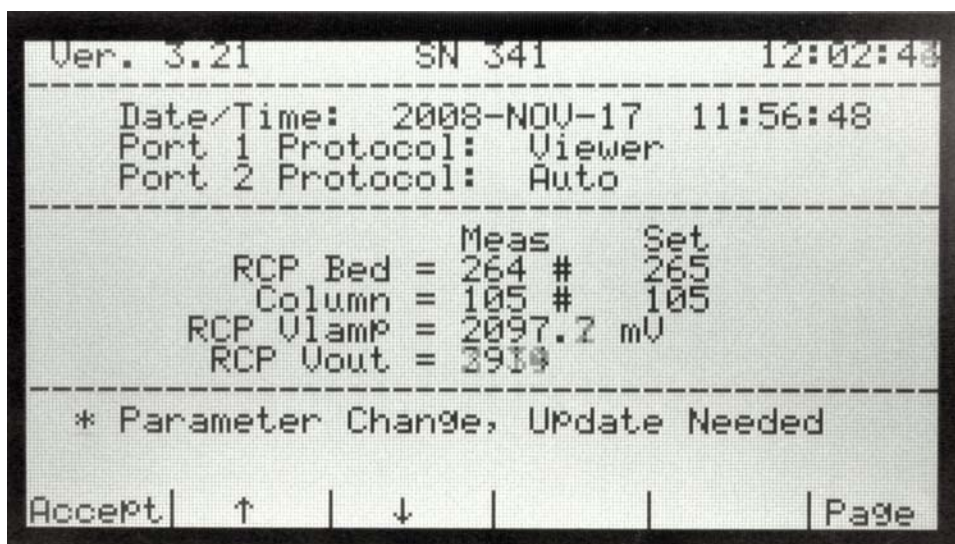 Ver. 3.21 SN 341
Date/Time: 2008-NOV-17 11:56:48
Port 1 Protocol: Viewer
Port 2 Protocol: Auto
Meas Set
RCP Bed = 264 # 265
Column = 105 # 105
RCP Vlamp = 2097.2 mV
RCP Vout =
* Parameter Change, Update Needed
Accept ↑ ↓ Page